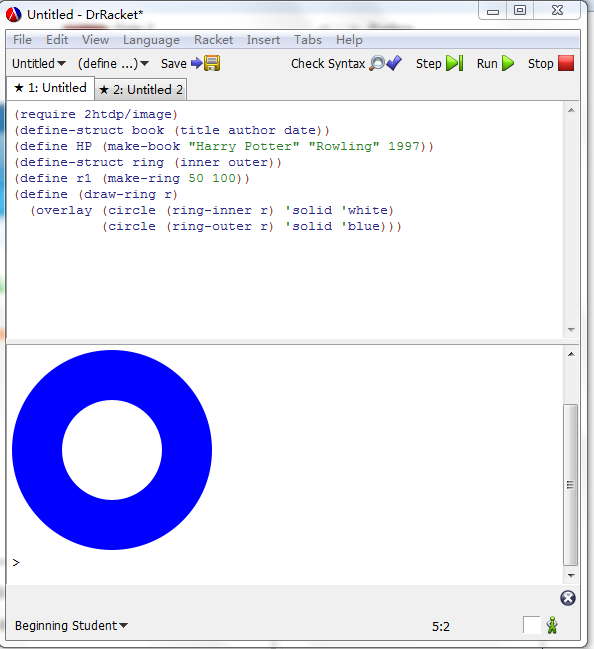 Untitled - DrRacket*
File Edit View Language Racket Insert Tabs Help
Untitled (define ...) Save Check Syntax Step Run Stop
★ 1: Untitled ★ 2: Untitled 2
(require 2htdp/image)
(define-struct book (title author date))
(define HP (make-book "Harry Potter" "Rowling" 1997))
(define-struct ring (inner outer))
(define r1 (make-ring 50 100))
(define (draw-ring r)
(overlay (circle (ring-inner r) 'solid 'white)
(circle (ring-outer r) 'solid 'blue)))
>
Beginning Student 5:2